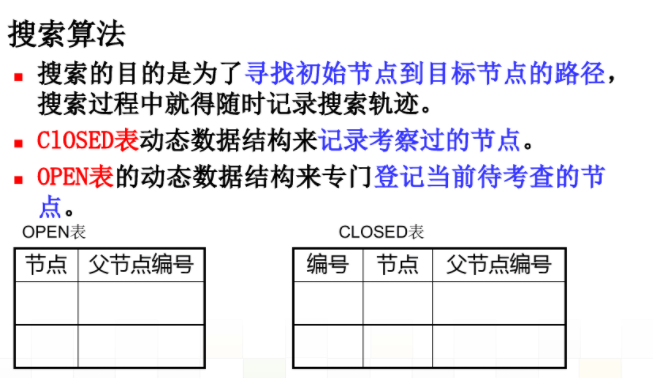 搜索算法
搜索的目的是为了寻找初始节点到目标节点的路径，
搜索过程中就得随时记录搜索轨迹。
ClOSED表动态数据结构来记录考察过的节点。
OPEN表的动态数据结构来专门登记当前待考查的节
点。
OPEN表 CLOSED表
节点 父节点编号 编号 节点 父节点编号